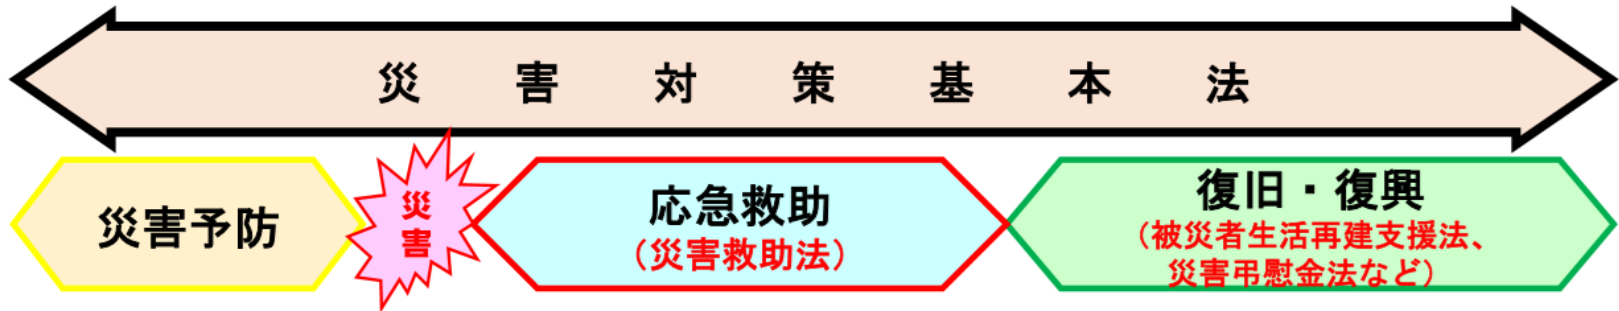 災害対策基本法
災害予防
災害
応急救助
（災害救助法）
復旧・復興
（被災者生活再建支援法、
災害弔慰金法など）